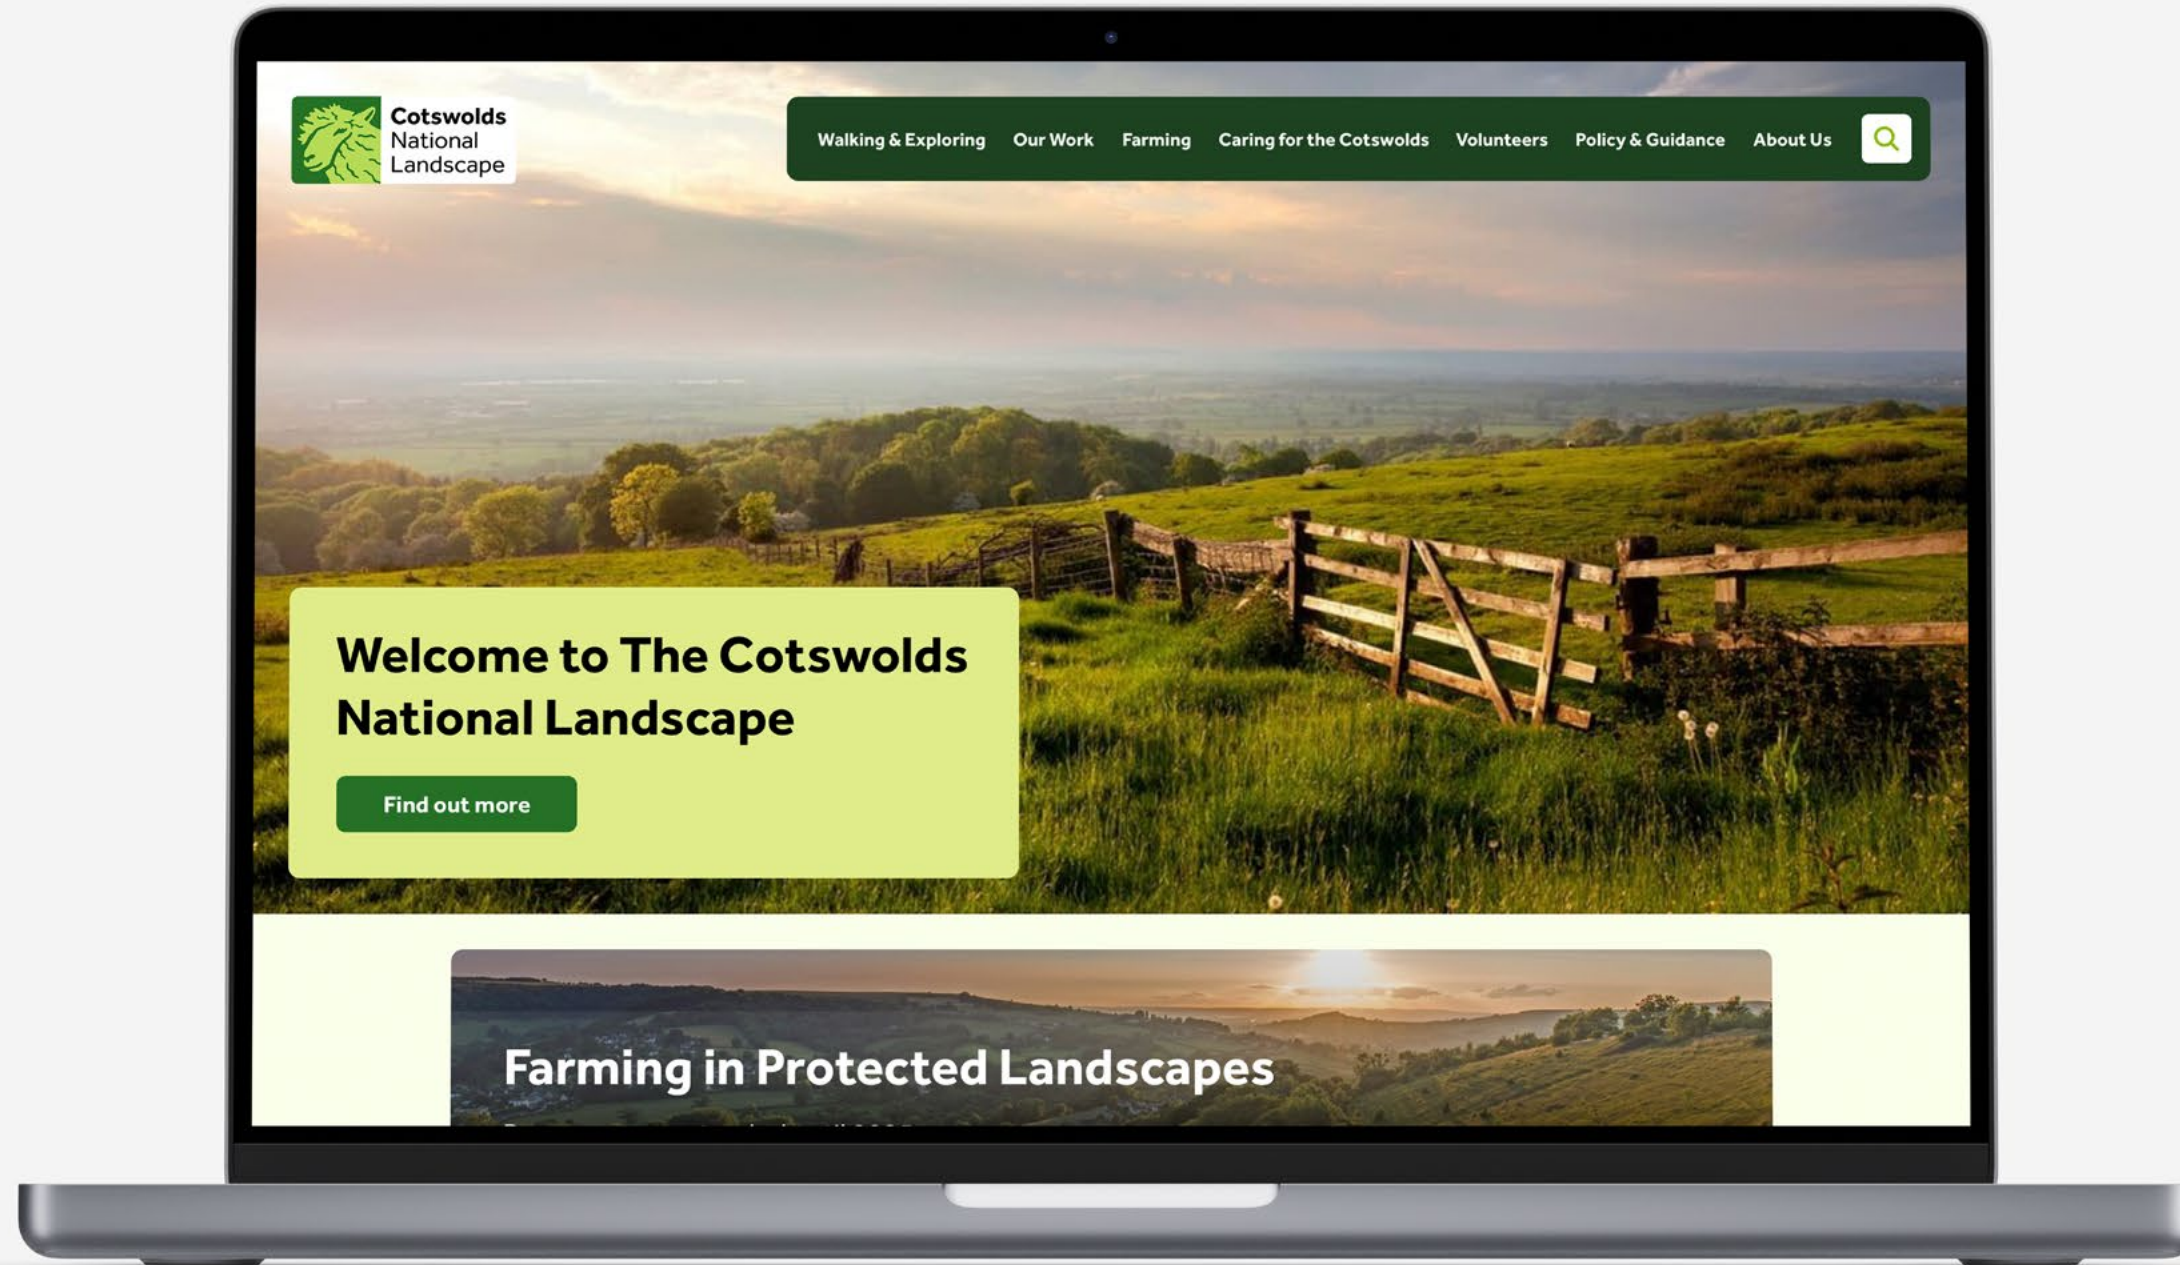 Cotswolds
National
Landscape
Walking & Exploring Our Work Farming Caring for the Cotswolds Volunteers Policy & Guidance About Us
Welcome to The Cotswolds
National Landscape
Find out more
Farming in Protected Landscapes